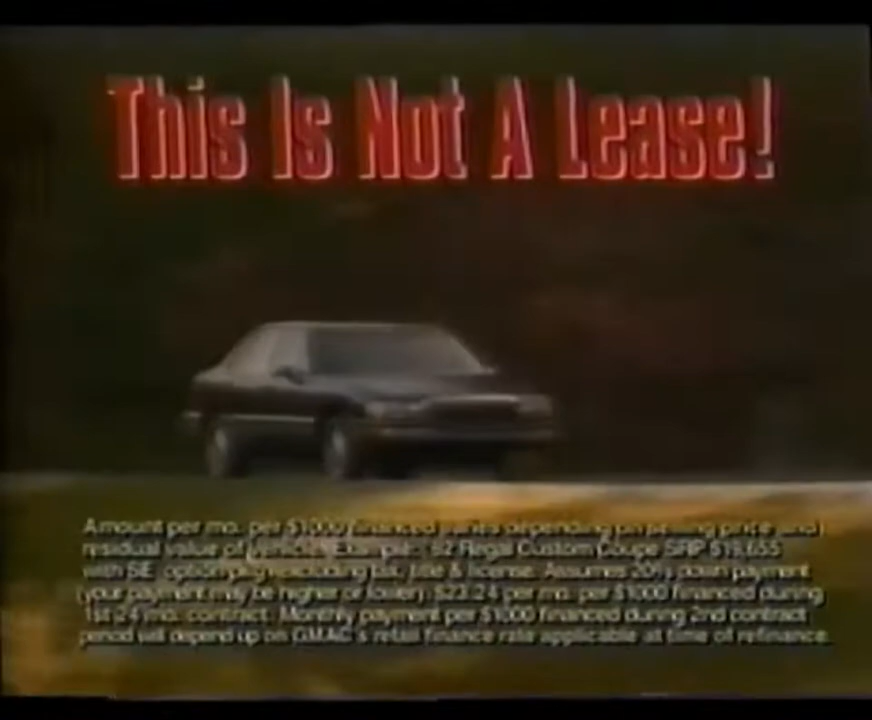 This Is Not A Lease!
Amount per mo. per $1000 financed varies depending on selling price and
residual value of vehicle. Example: '92 Regal Custom Coupe SRP $19,655
with SE option pkg. excluding tax, title & license. Assumes 20% down payment
(your payment may be higher or lower). $23.24 per mo. per $1000 financed during
1st 24 mo. contract. Monthly payment per $1000 financed during 2nd contract
period will depend up on GMAC's retail finance rate applicable at time of refinance.